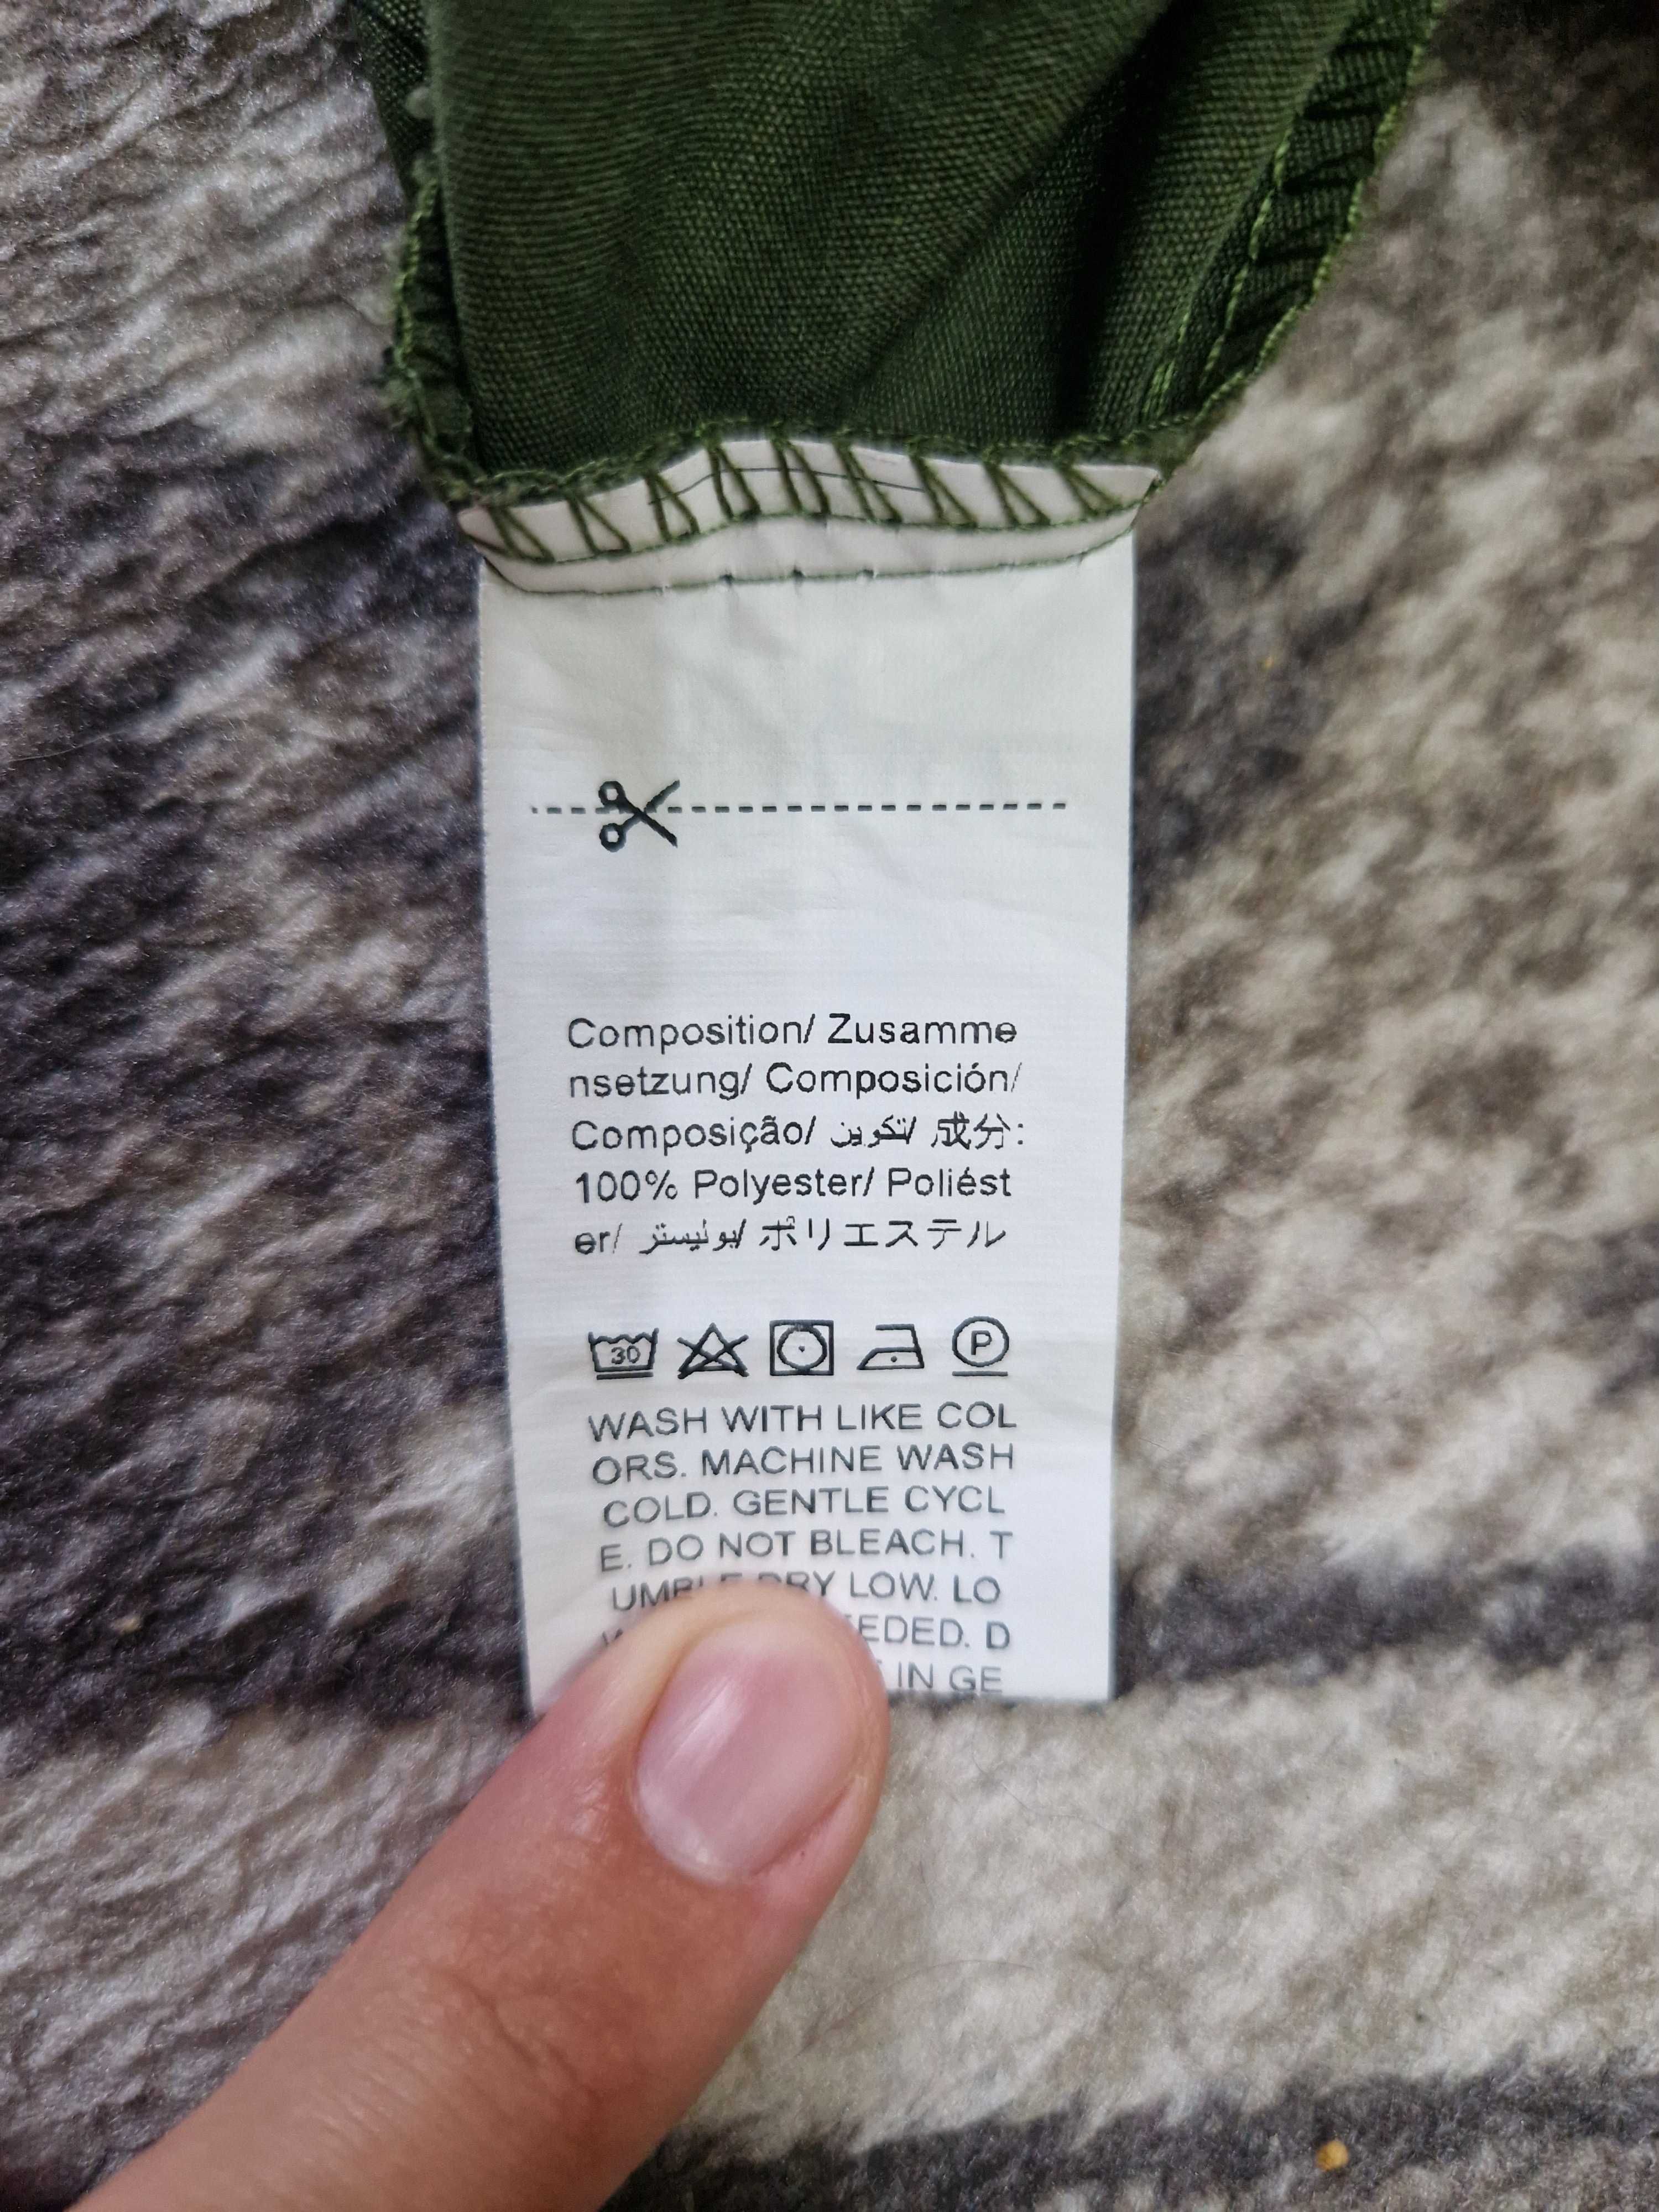 Composition/ Zusamme
nsetzung/ Composición/
Composição/ تكوين/ 成分:
100% Polyester/ Poliést
er/ بوليستر/ ポリエステル
30 P
WASH WITH LIKE COL
ORS. MACHINE WASH
COLD. GENTLE CYCL
E. DO NOT BLEACH. T
UMBLE DRY LOW. LO
EDED. D
IN GE